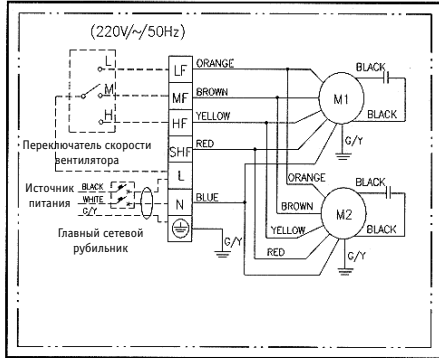 (220V/~/50Hz)
L
M
H
LF
MF
HF
SHF
L
N
ORANGE
BROWN
YELLOW
RED
BLUE
G/Y
M1
BLACK
BLACK
G/Y
Переключатель скорости
вентилятора
Источник
питания
BLACK
WHITE
G/Y
Главный сетевой
рубильник
ORANGE
BROWN
YELLOW
RED
M2
BLACK
BLACK
G/Y